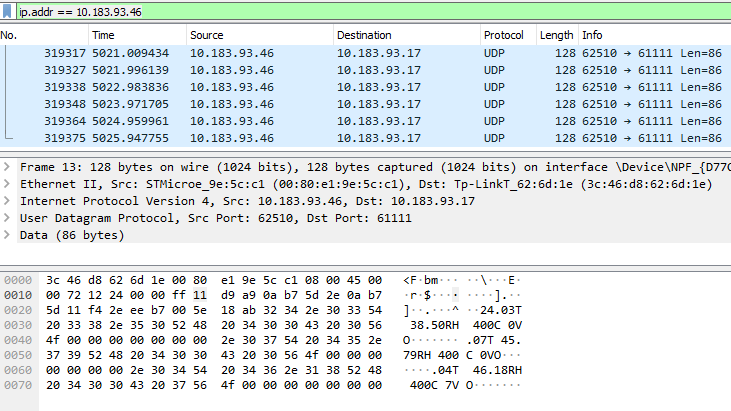 ip.addr == 10.183.93.46
No. Time Source Destination Protocol Length Info
319317 5021.009434 10.183.93.46 10.183.93.17 UDP 128 62510 → 61111 Len=86
319327 5021.996139 10.183.93.46 10.183.93.17 UDP 128 62510 → 61111 Len=86
319338 5022.983836 10.183.93.46 10.183.93.17 UDP 128 62510 → 61111 Len=86
319348 5023.971705 10.183.93.46 10.183.93.17 UDP 128 62510 → 61111 Len=86
319364 5024.959961 10.183.93.46 10.183.93.17 UDP 128 62510 → 61111 Len=86
319375 5025.947755 10.183.93.46 10.183.93.17 UDP 128 62510 → 61111 Len=86
Frame 13: 128 bytes on wire (1024 bits), 128 bytes captured (1024 bits) on interface \Device\NPF_{D77C
Ethernet II, Src: STMicroe_9e:5c:c1 (00:80:e1:9e:5c:c1), Dst: Tp-LinkT_62:6d:1e (3c:46:d8:62:6d:1e)
Internet Protocol Version 4, Src: 10.183.93.46, Dst: 10.183.93.17
User Datagram Protocol, Src Port: 62510, Dst Port: 61111
Data (86 bytes)
0000 3c 46 d8 62 6d 1e 00 80 e1 9e 5c c1 08 00 45 00 <F·bm··· ··\···E·
0010 00 72 12 24 00 00 ff 11 d9 a9 0a b7 5d 2e 0a b7 ·r·$···· ····].··
0020 5d 11 f4 2e ee b7 00 5e 18 ab 32 34 2e 30 33 54 ]··.···^ ··24.03T
0030 20 33 38 2e 35 30 52 48 20 34 30 30 43 20 30 56 38.50RH 400C 0V
0040 4f 00 00 00 00 00 00 00 2e 30 37 54 20 34 35 2e O······· .07T 45.
0050 37 39 52 48 20 34 30 30 43 20 30 56 4f 00 00 00 79RH 400 C 0VO···
0060 00 00 00 00 2e 30 34 54 20 34 36 2e 31 38 52 48 ····.04T 46.18RH
0070 20 34 30 30 43 20 37 56 4f 00 00 00 00 00 00 00 400C 7V O·······